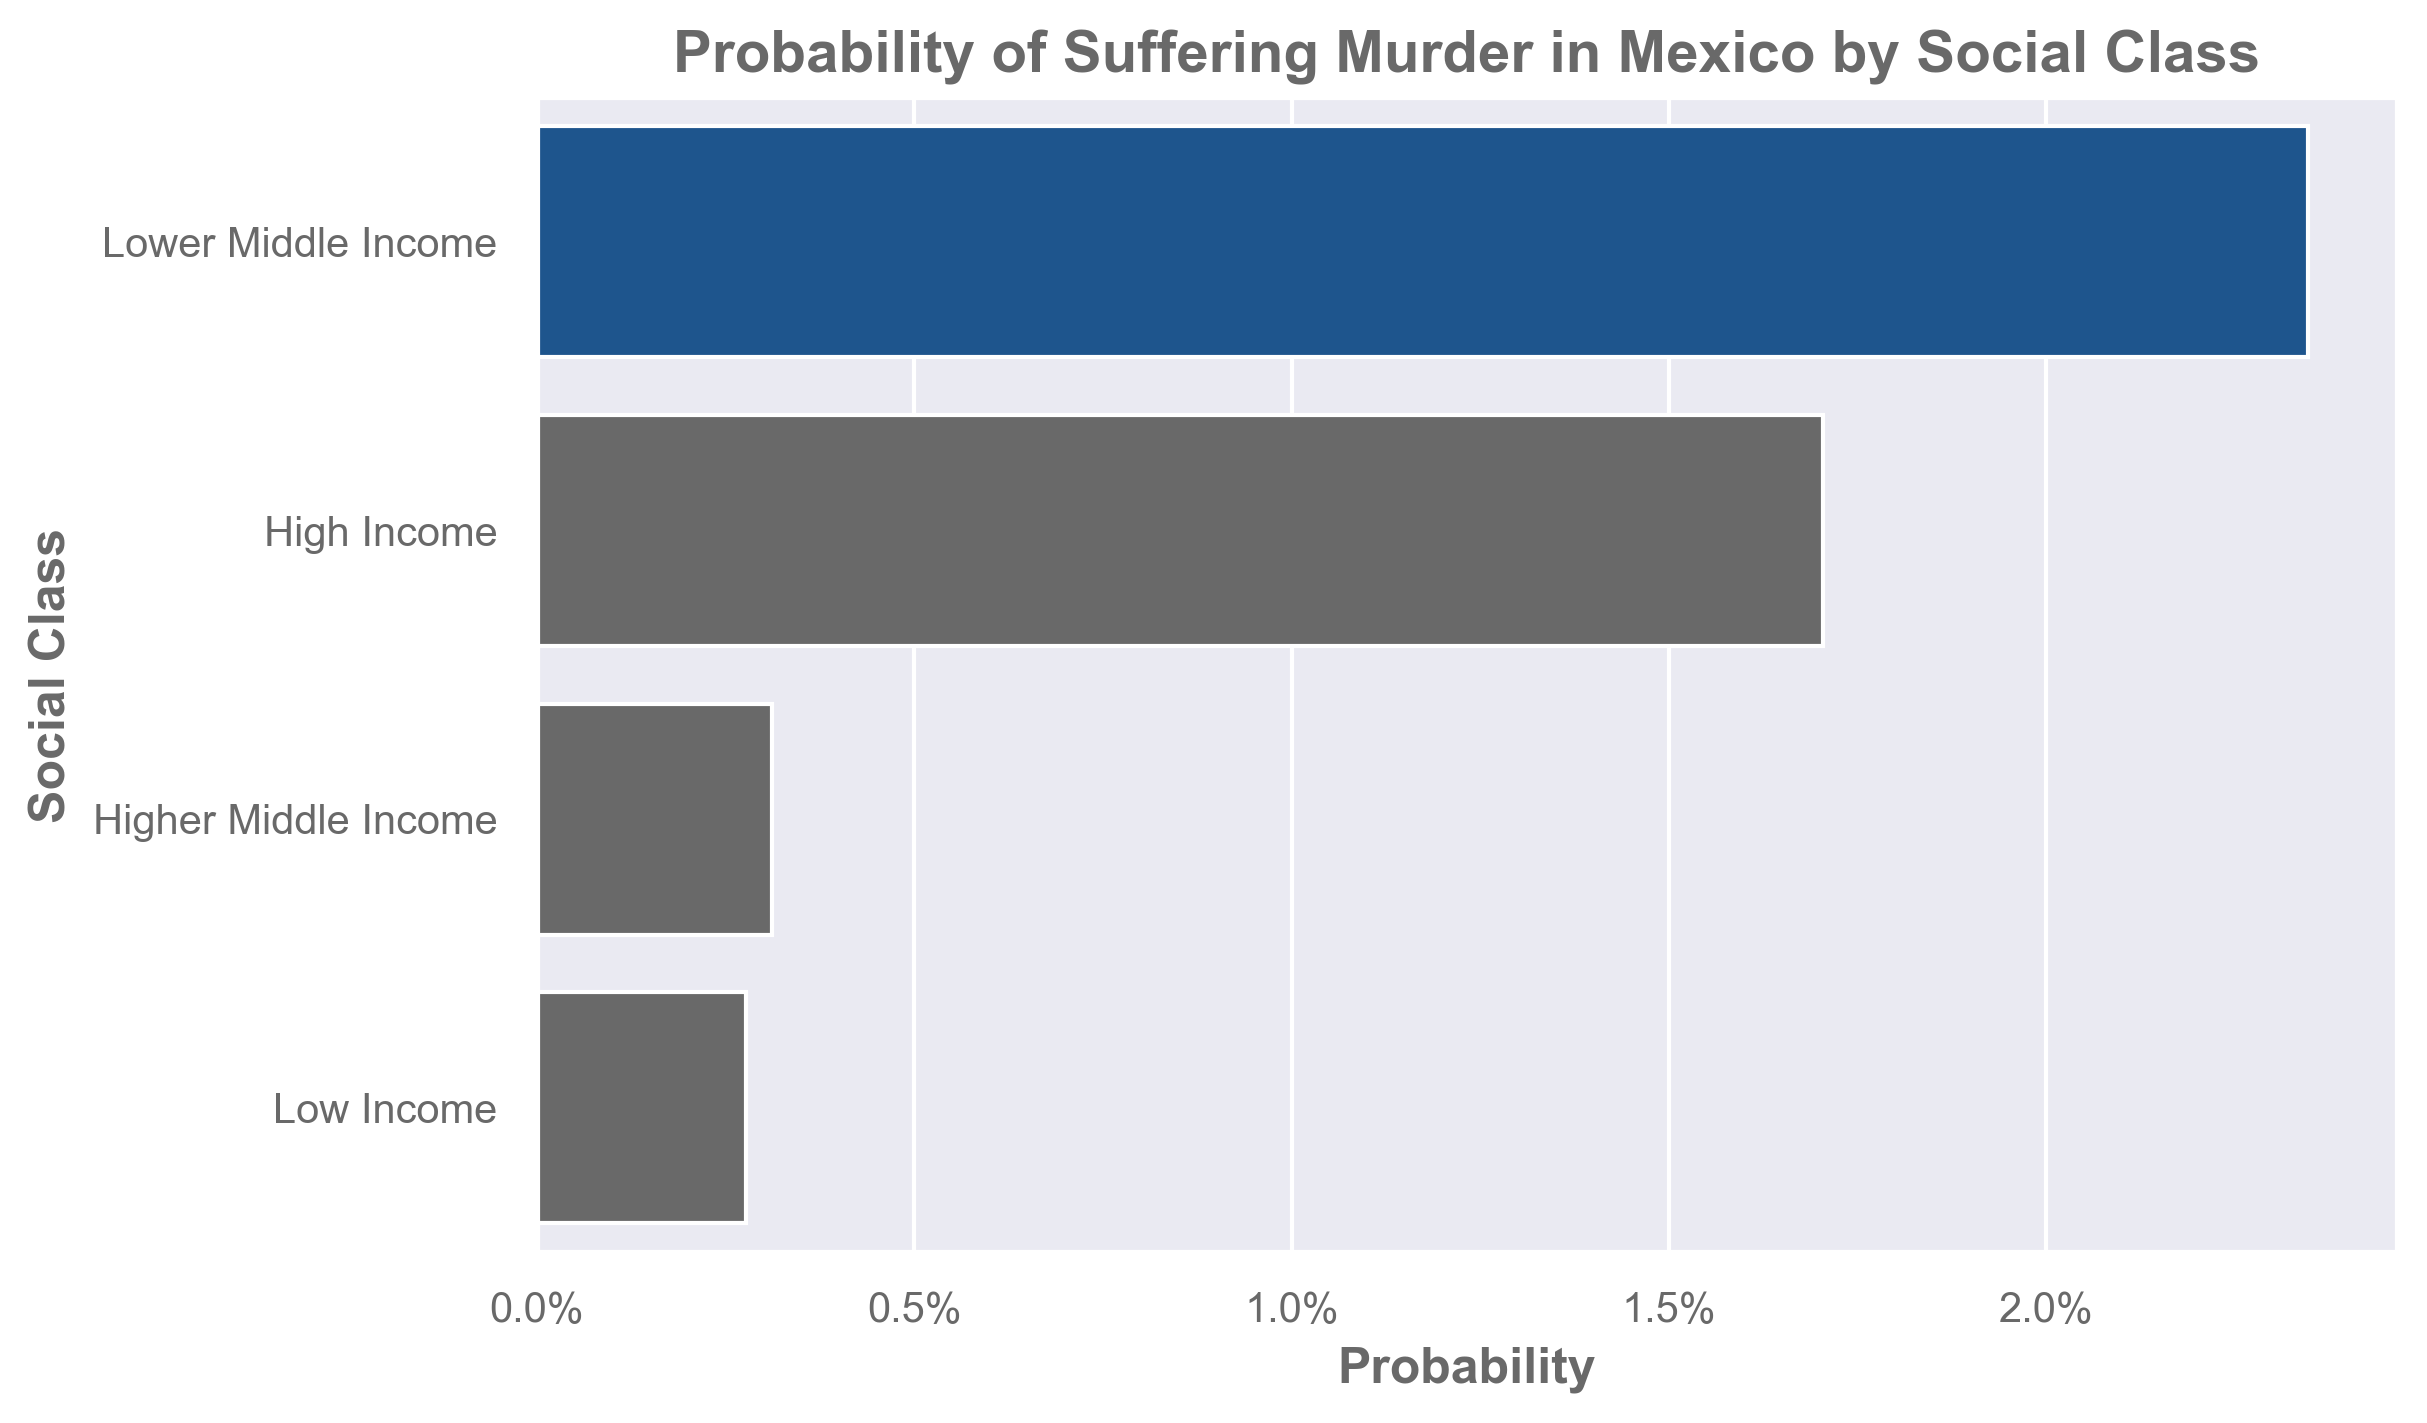 Probability of Suffering Murder in Mexico by Social Class
Social Class
Lower Middle Income
High Income
Higher Middle Income
Low Income
0.0% 0.5% 1.0% 1.5% 2.0%
Probability